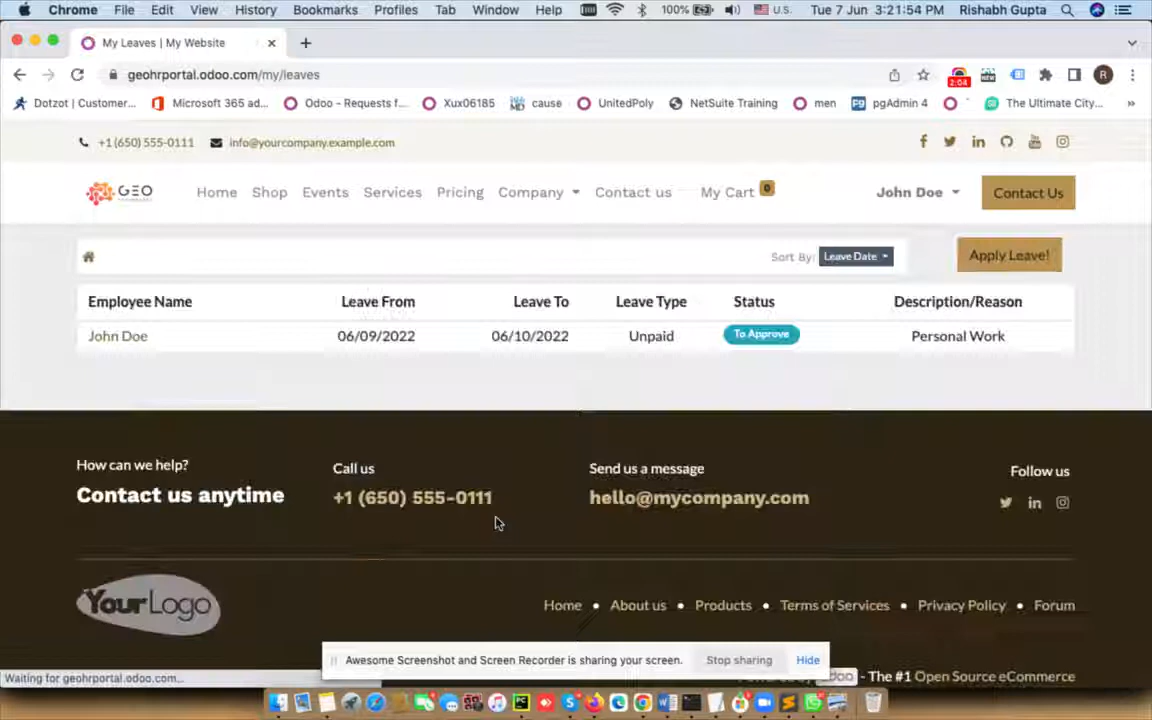 Chrome File Edit View History Bookmarks Profiles Tab Window Help 100% U.S. Tue 7 Jun 3:21:54 PM Rishabh Gupta
My Leaves | My Website
geohrportal.odoo.com/my/leaves 2:04 NEW R
Dotzot | Customer... Microsoft 365 ad... Odoo - Requests f... Xux06185 cause UnitedPoly NetSuite Training men pgAdmin 4 The Ultimate City...
+1 (650) 555-0111 info@yourcompany.example.com
GEO Home Shop Events Services Pricing Company Contact us My Cart 0 John Doe Contact Us
Sort By: Leave Date Apply Leave!
Employee Name Leave From Leave To Leave Type Status Description/Reason
John Doe 06/09/2022 06/10/2022 Unpaid To Approve Personal Work
How can we help? Call us Send us a message Follow us
Contact us anytime +1 (650) 555-0111 hello@mycompany.com
YourLogo Home • About us • Products • Terms of Services • Privacy Policy • Forum
Awesome Screenshot and Screen Recorder is sharing your screen. Stop sharing Hide
Waiting for geohrportal.odoo.com... odoo - The #1 Open Source eCommerce